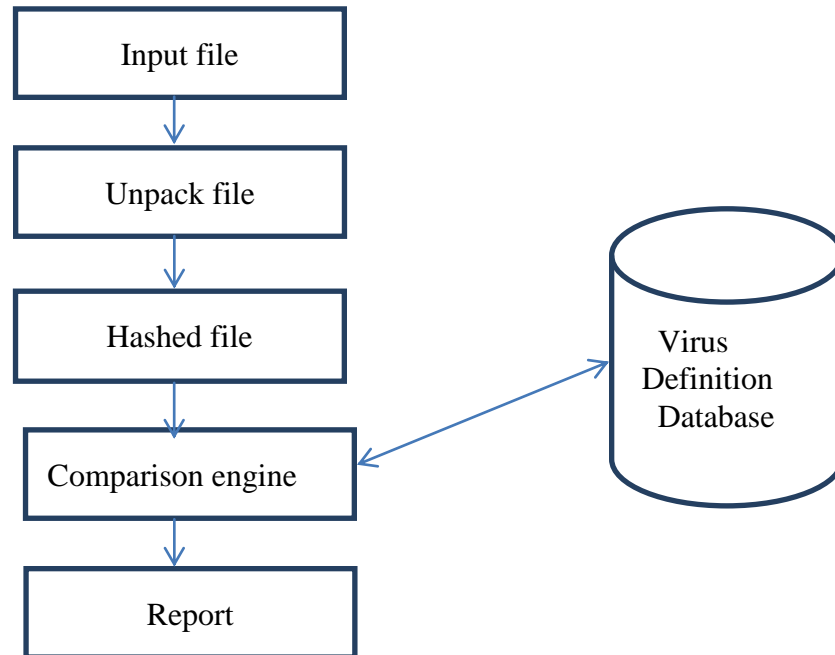 Input file
Unpack file
Hashed file
Comparison engine
Report
Virus
Definition
Database